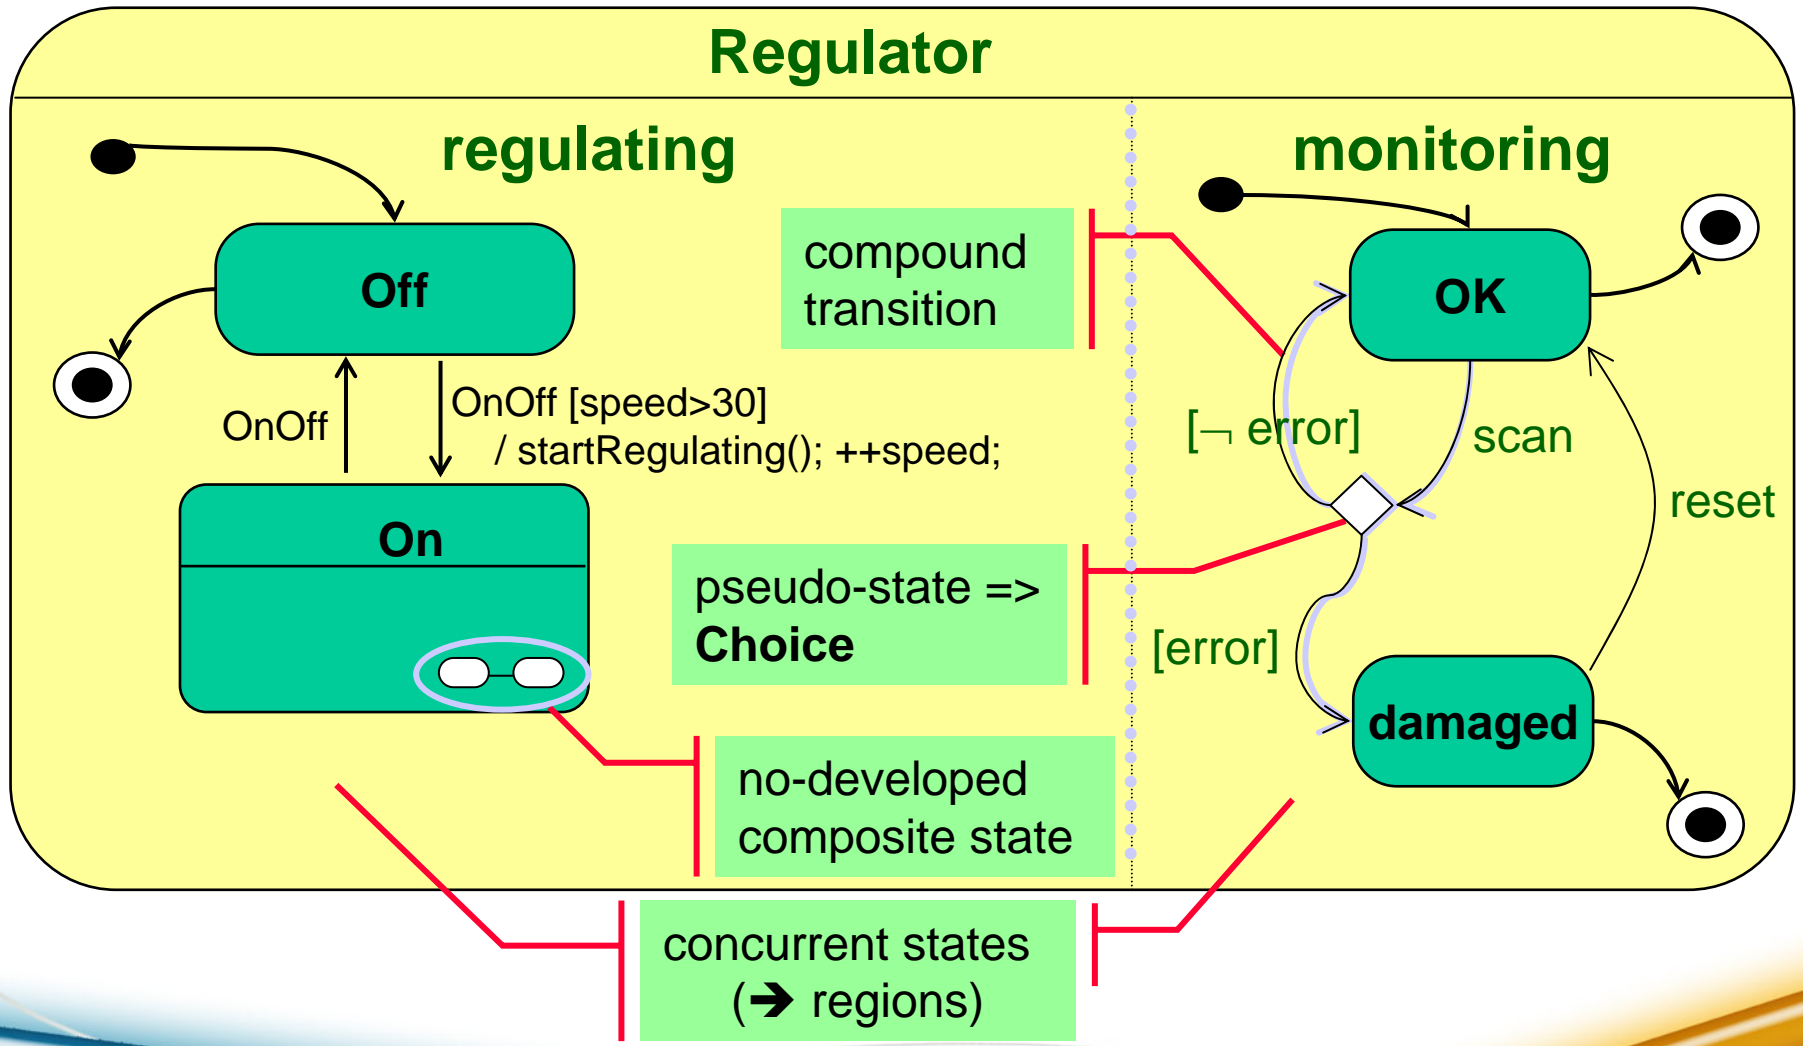 Regulator
regulating
monitoring
Off
compound
transition
OK
OnOff
OnOff [speed>30]
/ startRegulating(); ++speed;
[¬ error]
scan
reset
On
pseudo-state =>
Choice
[error]
damaged
no-developed
composite state
concurrent states
(➔ regions)